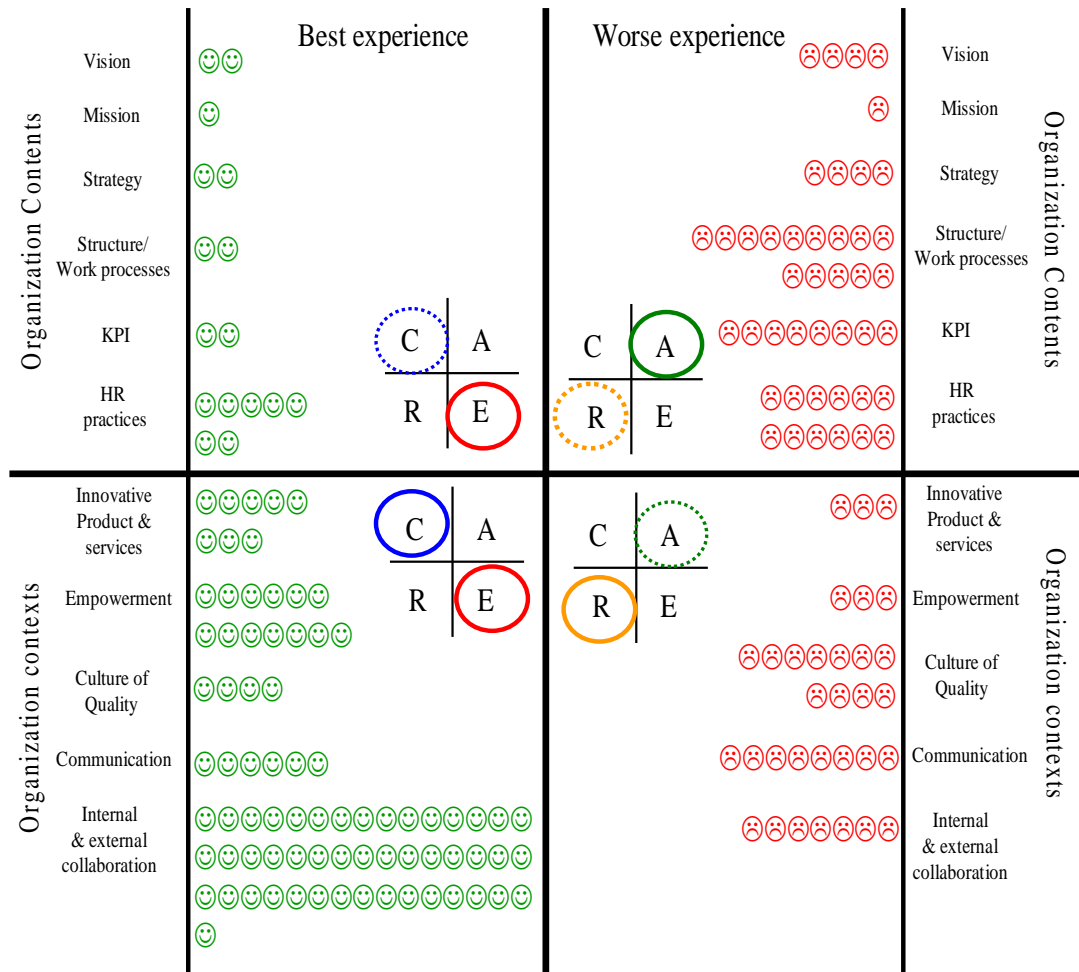 Best experience
Worse experience
Organization Contents
Vision
Mission
Strategy
Structure/
Work processes
KPI
HR
practices
C A
R E
C A
R E
Vision
Mission
Strategy
Structure/
Work processes
KPI
HR
practices
Organization Contents
Organization contexts
Innovative
Product &
services
Empowerment
Culture of
Quality
Communication
Internal
& external
collaboration
C A
R E
C A
R E
Innovative
Product &
services
Empowerment
Culture of
Quality
Communication
Internal
& external
collaboration
Organization contexts